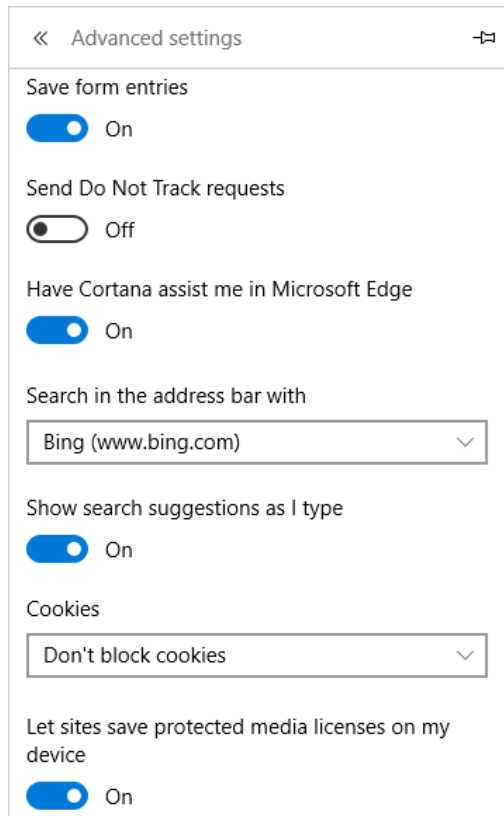 Advanced settings
Save form entries
On
Send Do Not Track requests
Off
Have Cortana assist me in Microsoft Edge
On
Search in the address bar with
Bing (www.bing.com)
Show search suggestions as I type
On
Cookies
Don't block cookies
Let sites save protected media licenses on my
device
On